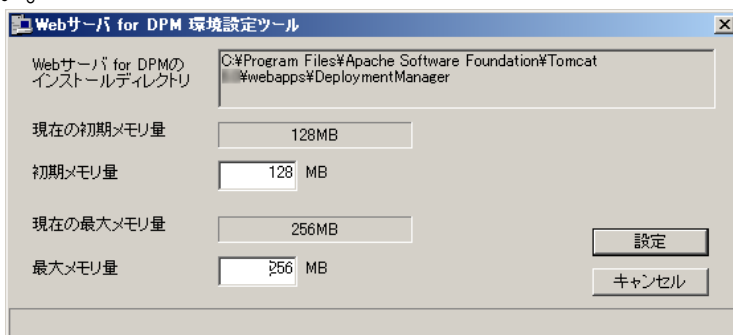 Webサーバ for DPM 環境設定ツール
Webサーバ for DPMの
インストールディレクトリ
C:¥Program Files¥Apache Software Foundation¥Tomcat
¥webapps¥DeploymentManager
現在の初期メモリ量
128MB
初期メモリ量
128 MB
現在の最大メモリ量
256MB
最大メモリ量
256 MB
設定
キャンセル